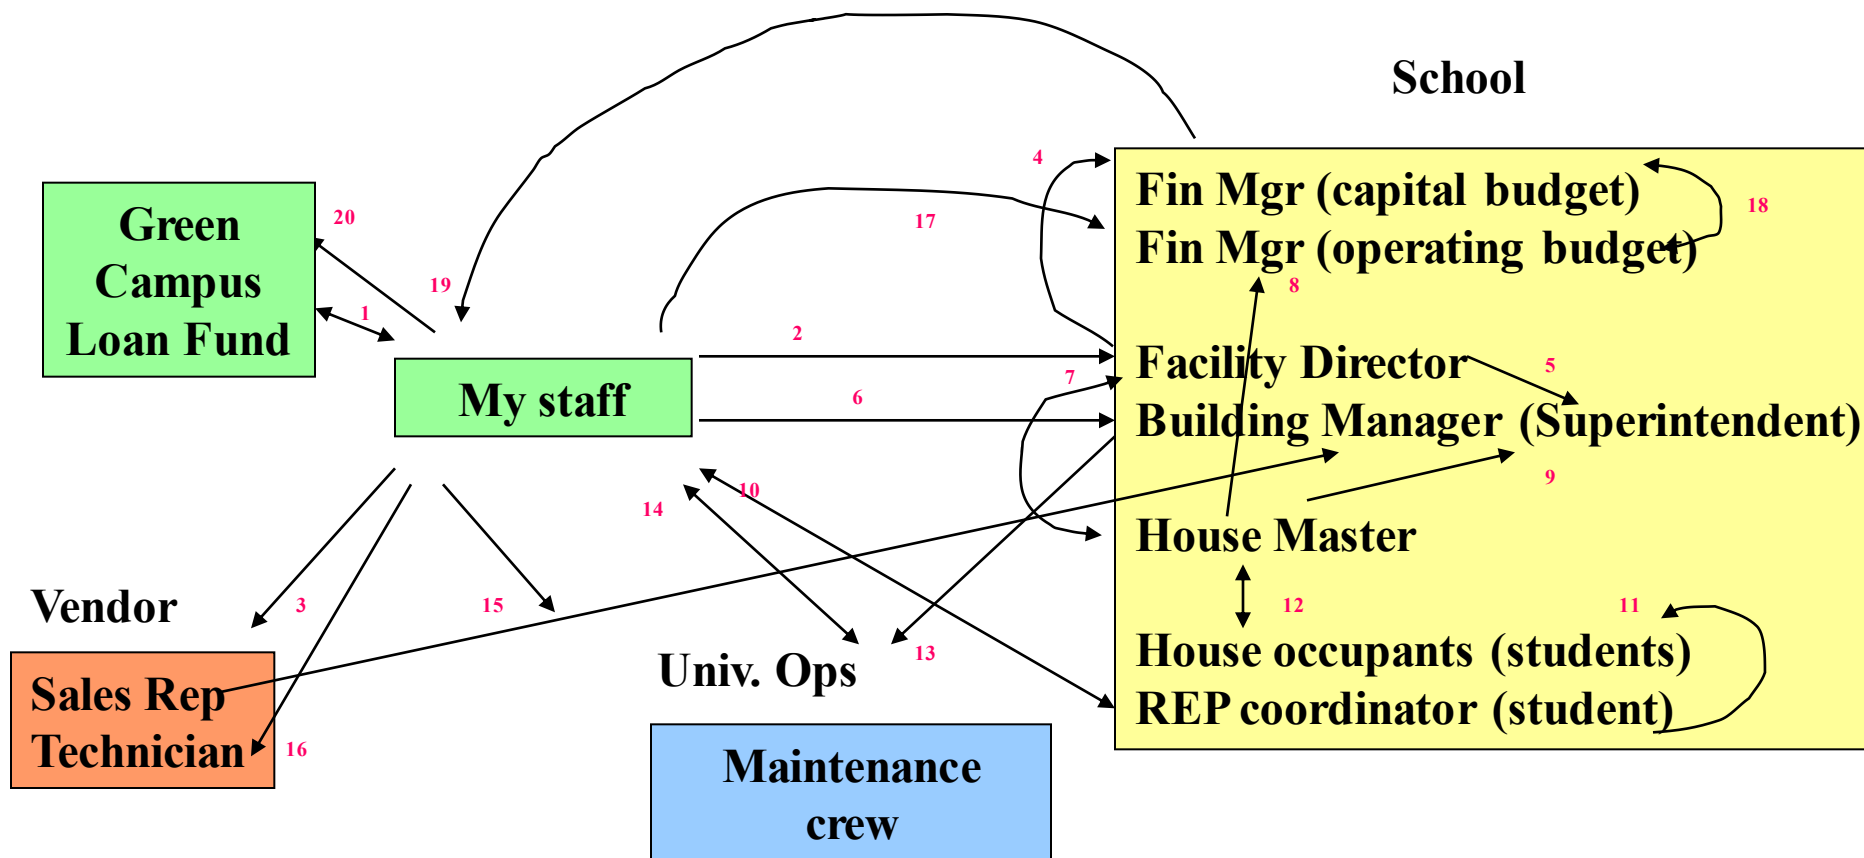 School
4
Fin Mgr (capital budget)
18
Fin Mgr (operating budget)
17
8
Green
Campus
Loan Fund
20
19
1
2
7
Facility Director
5
My staff
6
Building Manager (Superintendent)
9
10
14
House Master
Vendor
3
15
12
11
Univ. Ops
13
House occupants (students)
REP coordinator (student)
Sales Rep
Technician
16
Maintenance
crew